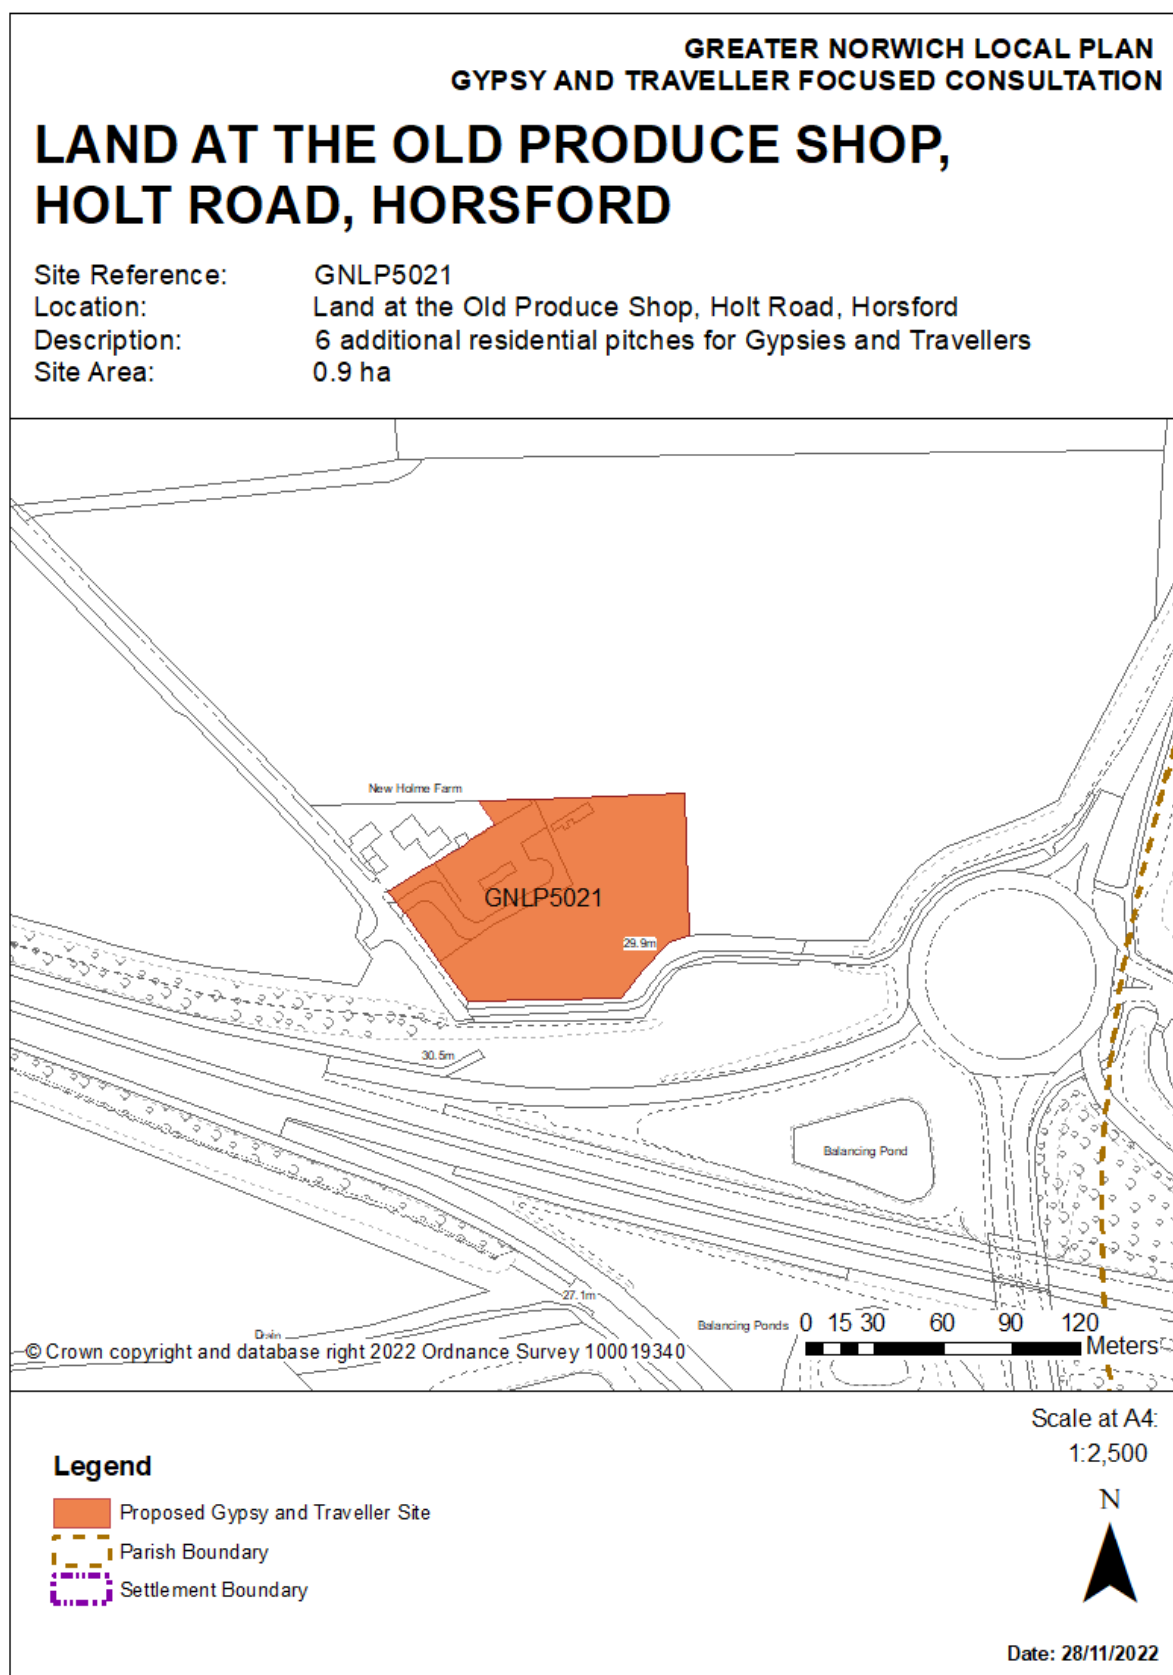 GREATER NORWICH LOCAL PLAN
GYPSY AND TRAVELLER FOCUSED CONSULTATION
LAND AT THE OLD PRODUCE SHOP,
HOLT ROAD, HORSFORD
Site Reference: GNLP5021
Location: Land at the Old Produce Shop, Holt Road, Horsford
Description: 6 additional residential pitches for Gypsies and Travellers
Site Area: 0.9 ha
New Holme Farm
GNLP5021
29.9m
30.5m
Balancing Pond
27.1m
Drain
Balancing Ponds
0 15 30 60 90 120
Meters
© Crown copyright and database right 2022 Ordnance Survey 100019340
Scale at A4:
1:2,500
Legend
Proposed Gypsy and Traveller Site
Parish Boundary
Settlement Boundary
N
Date: 28/11/2022